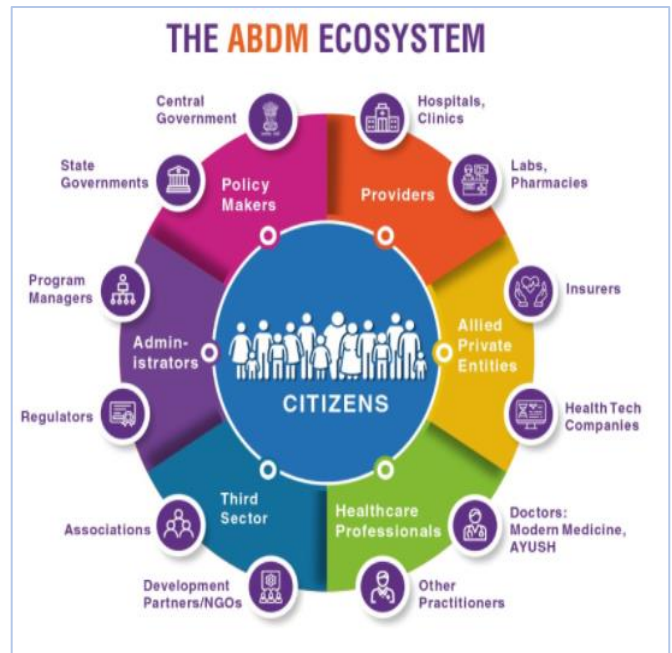 THE ABDM ECOSYSTEM
Central
Government
Hospitals,
Clinics
State
Governments
Policy
Makers
Providers
Labs,
Pharmacies
Program
Managers
Insurers
Admin-
istrators
Allied
Private
Entities
CITIZENS
Regulators
Health Tech
Companies
Third
Sector
Healthcare
Professionals
Associations
Doctors:
Modern Medicine,
AYUSH
Development
Partners/NGOs
Other
Practitioners